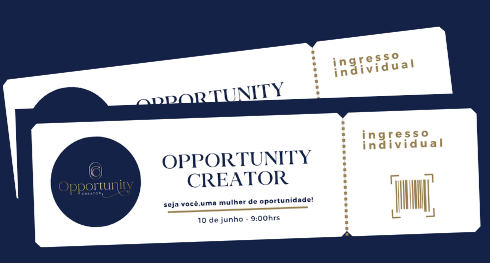 OPPORTUNITY
ingresso
individual
Opportunity
CREATOR
OPPORTUNITY
CREATOR
seja você.uma mulher de oportunidade!
10 de junho - 9:00hrs
ingresso
individual